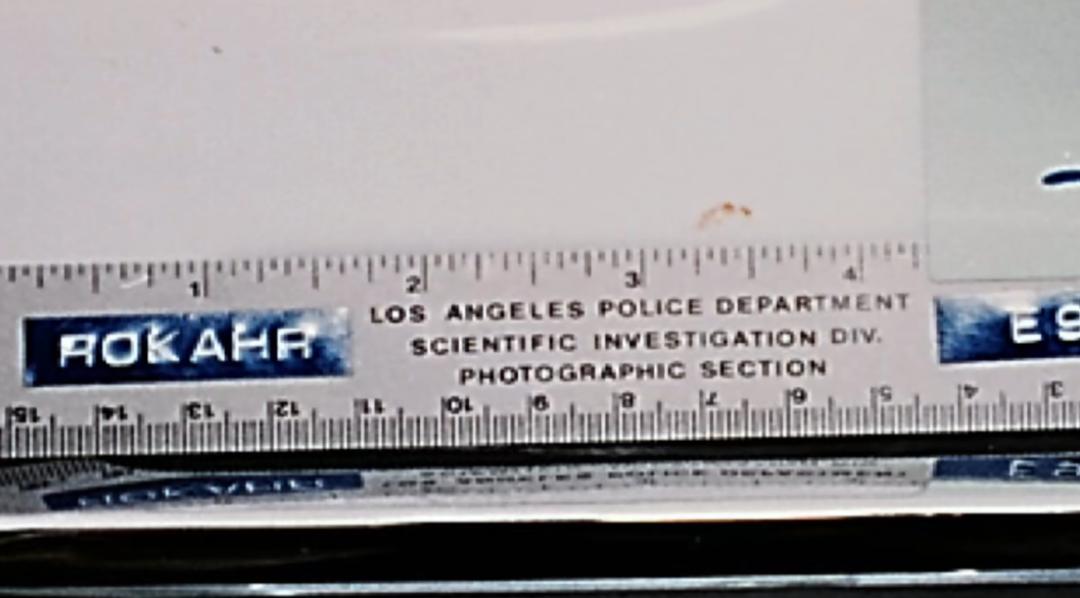 1 2 3 4
ROKAHR
LOS ANGELES POLICE DEPARTMENT
SCIENTIFIC INVESTIGATION DIV.
PHOTOGRAPHIC SECTION
E9
15 14 13 12 11 10 9 8 7 6 5 4 3